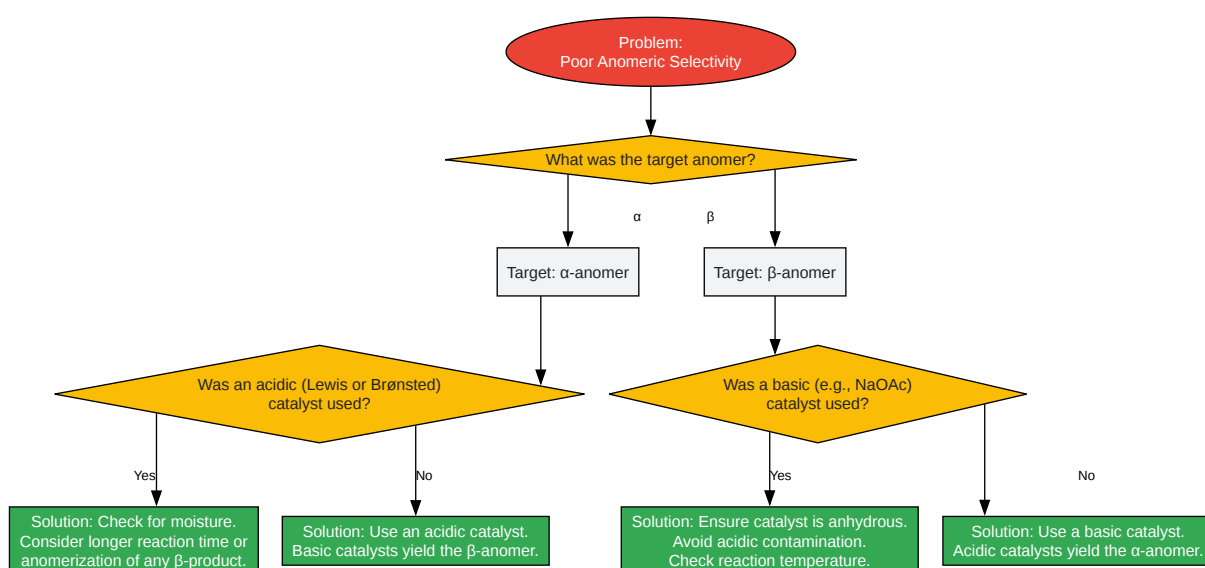 Problem:
Poor Anomeric Selectivity
What was the target anomer?
α
β
Target: α-anomer
Target: β-anomer
Was an acidic (Lewis or Brønsted)
catalyst used?
Was a basic (e.g., NaOAc)
catalyst used?
Yes
No
Yes
No
Solution: Check for moisture.
Consider longer reaction time or
anomerization of any β-product.
Solution: Use an acidic catalyst.
Basic catalysts yield the β-anomer.
Solution: Ensure catalyst is anhydrous.
Avoid acidic contamination.
Check reaction temperature.
Solution: Use a basic catalyst.
Acidic catalysts yield the α-anomer.